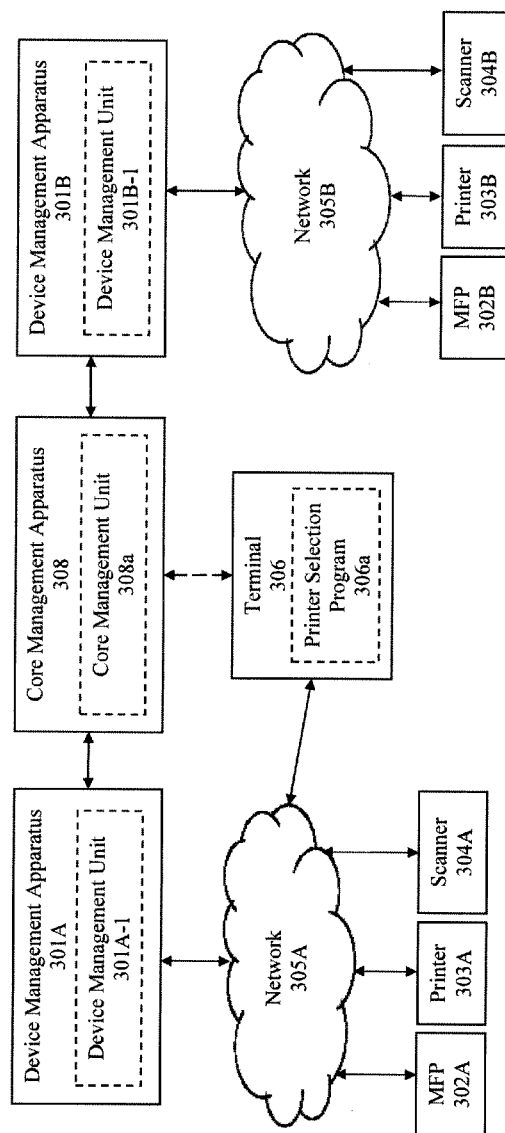 Device Management Apparatus
301A
Device Management Unit
301A-1
Core Management Apparatus
308
Core Management Unit
308a
Device Management Apparatus
301B
Device Management Unit
301B-1
Terminal
306
Printer Selection
Program
306a
Network
305A
Network
305B
MFP
302A
Printer
303A
Scanner
304A
MFP
302B
Printer
303B
Scanner
304B